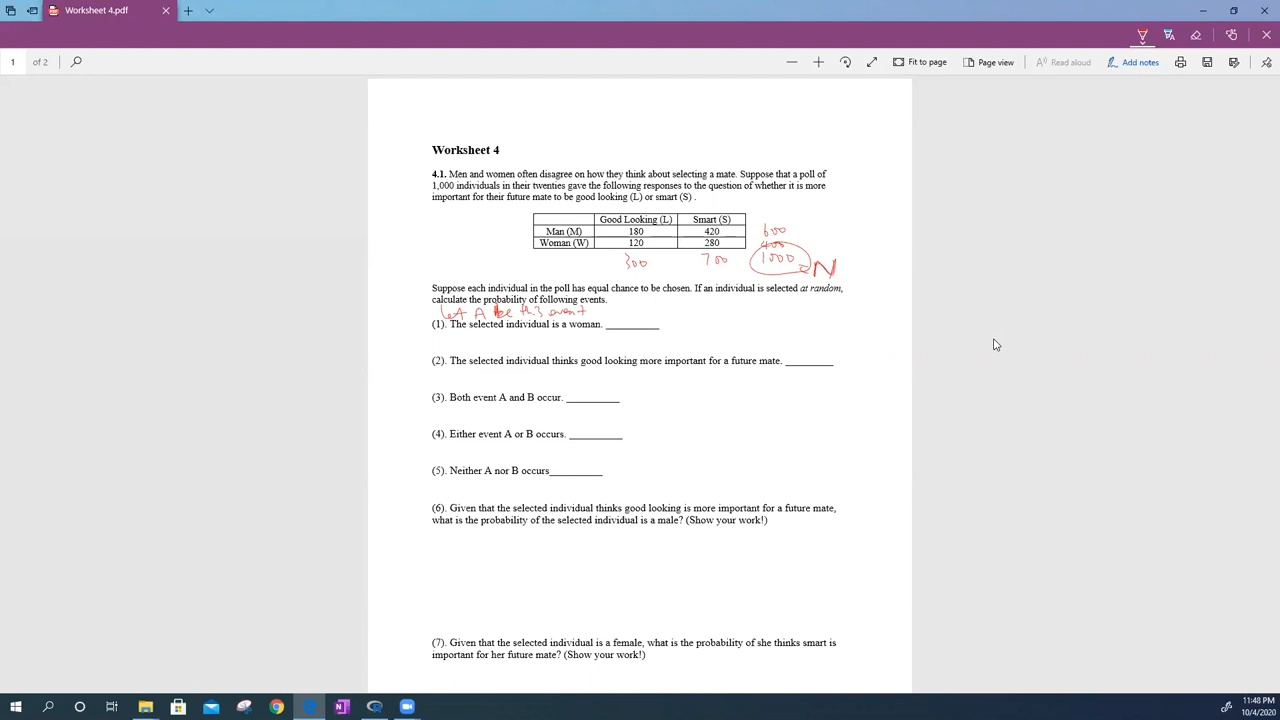 Worksheet 4.pdf
1 of 2
Fit to page
Page view
Read aloud
Add notes
Worksheet 4
4.1. Men and women often disagree on how they think about selecting a mate. Suppose that a poll of
1,000 individuals in their twenties gave the following responses to the question of whether it is more
important for their future mate to be good looking (L) or smart (S) .
Good Looking (L) Smart (S)
Man (M) 180 420 600
Woman (W) 120 280 400
300 700 1000 = N
Suppose each individual in the poll has equal chance to be chosen. If an individual is selected at random,
calculate the probability of following events.
Let A be this event
(1). The selected individual is a woman. __________
(2). The selected individual thinks good looking more important for a future mate. _________
(3). Both event A and B occur. __________
(4). Either event A or B occurs. __________
(5). Neither A nor B occurs__________
(6). Given that the selected individual thinks good looking is more important for a future mate,
what is the probability of the selected individual is a male? (Show your work!)
(7). Given that the selected individual is a female, what is the probability of she thinks smart is
important for her future mate? (Show your work!)
11:48 PM
10/4/2020